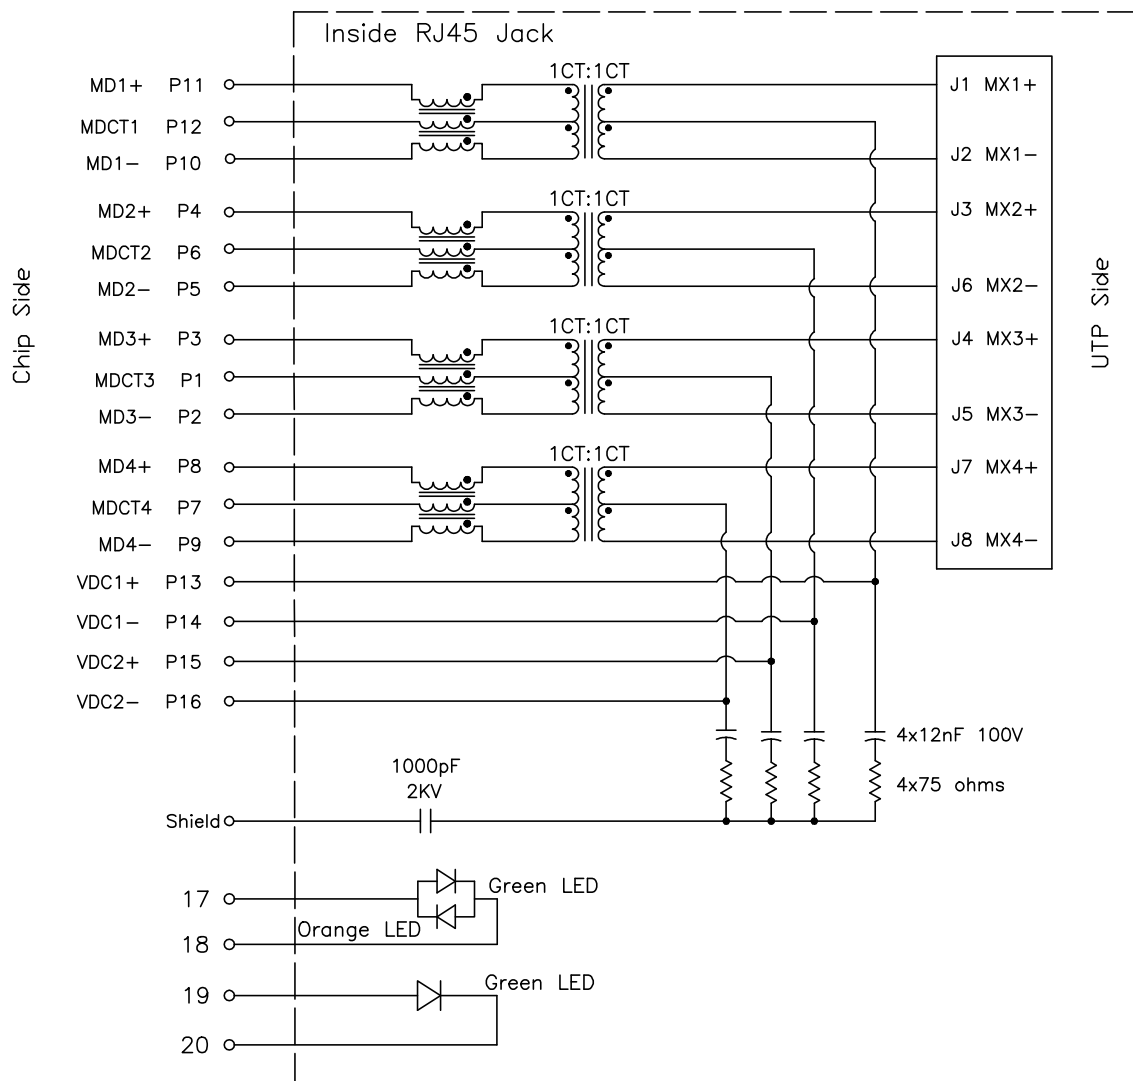 Inside RJ45 Jack
1CT:1CT
MD1+ P11
J1 MX1+
MDCT1 P12
MD1- P10
J2 MX1-
1CT:1CT
MD2+ P4
J3 MX2+
MDCT2 P6
MD2- P5
J6 MX2-
Chip Side
UTP Side
1CT:1CT
MD3+ P3
J4 MX3+
MDCT3 P1
MD3- P2
J5 MX3-
1CT:1CT
MD4+ P8
J7 MX4+
MDCT4 P7
MD4- P9
J8 MX4-
VDC1+ P13
VDC1- P14
VDC2+ P15
VDC2- P16
4x12nF 100V
1000pF
2KV
4x75 ohms
Shield
17
Green LED
Orange LED
18
19
Green LED
20